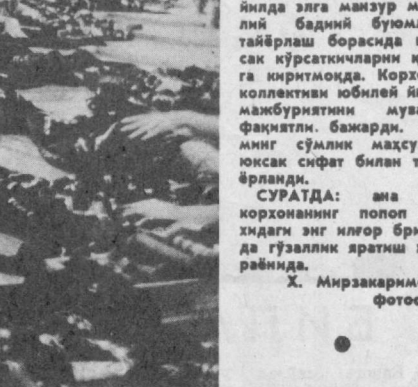 йилда элга манзур м
лий бадиий буюм
тайёрлаш борасида
сак кўрсаткичларни қ
га киритмоқда. Корх
коллективи юбилей й
мажбуриятини мува
фақиятли бажарди.
минг сўмлик маҳсу
юксак сифат билан т
ёрланди.
СУРАТДА: ана
корхонанинг попоп
хидаги энг илғор бри
да гўзаллик яратиш
раёнида.
Х. Мирзакарим
фотос